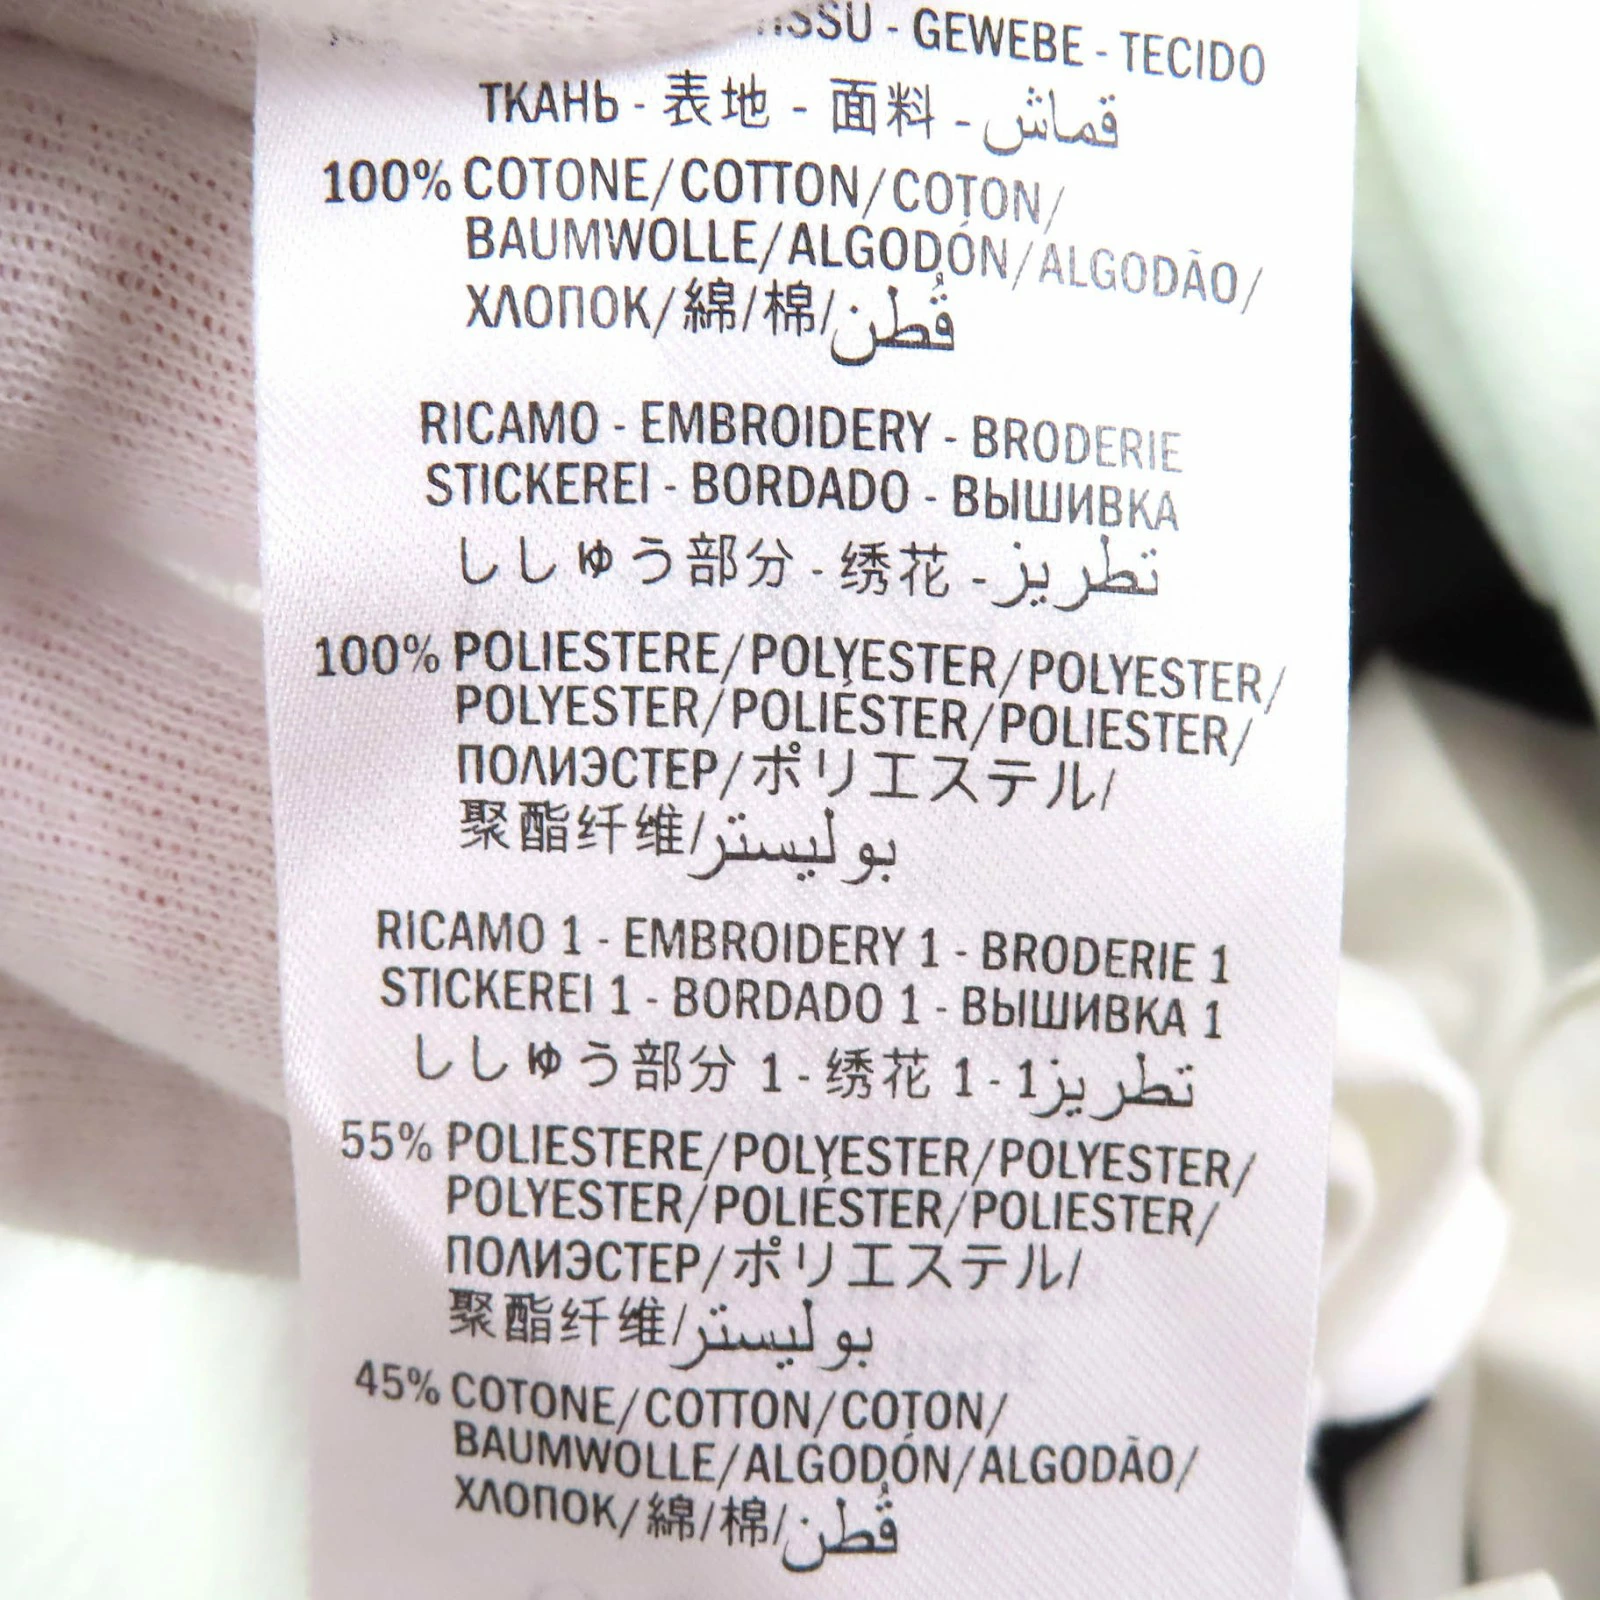 - GEWEBE - TECIDO
ТКАНЬ - 表地 - 面料 - قماش
100% COTONE/COTTON/COTON/
BAUMWOLLE/ALGODÓN/ALGODÃO/
ХЛОПОК/綿/棉/قُطن
RICAMO - EMBROIDERY - BRODERIE
STICKEREI - BORDADO - ВЫШИВКА
ししゅう部分 - 绣花 - تطريز
100% POLIESTERE/POLYESTER/POLYESTER/
POLYESTER/POLIÉSTER/POLIESTER/
ПОЛИЭСТЕР/ポリエステル/
聚酯纤维/بوليستر
RICAMO 1 - EMBROIDERY 1 - BRODERIE 1
STICKEREI 1 - BORDADO 1 - ВЫШИВКА 1
ししゅう部分 1 - 绣花 1 - تطريز1
55% POLIESTERE/POLYESTER/POLYESTER/
POLYESTER/POLIÉSTER/POLIESTER/
ПОЛИЭСТЕР/ポリエステル/
聚酯纤维/بوليستر
45% COTONE/COTTON/COTON/
BAUMWOLLE/ALGODÓN/ALGODÃO/
ХЛОПОК/綿/棉/قُطن